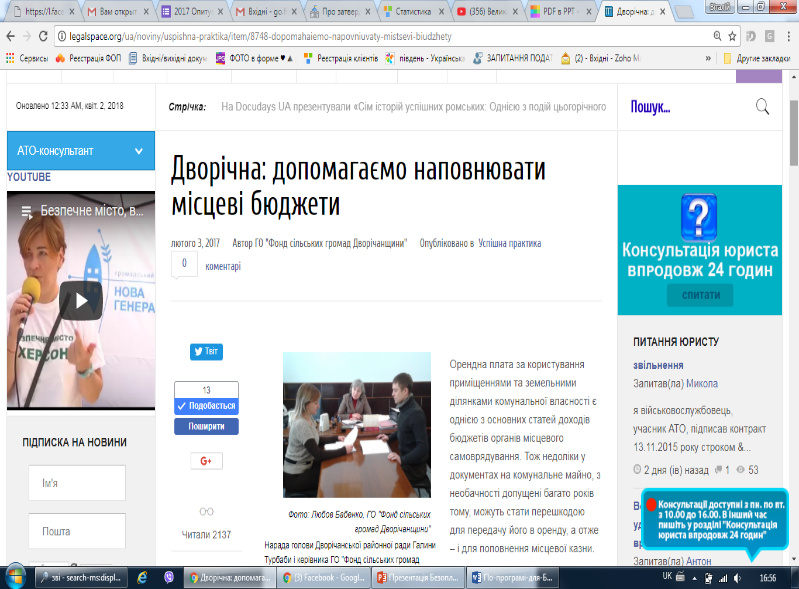 https://l.face
Вам открыт
2017 Опиту
Вхідні - go
Про затвер
Статистика
(356) Велик
PDF в PPT -
Дворічна: д
legalspace.org/ua/noviny/uspishna-praktika/item/8748-dopomahaiemo-napovniuvaty-mistsevi-biudzhety
Сервисы
Реєстрація ФОП
Вхідні/вихідні докум
ФОТО в форме ♥ ▲
Реєстрація клієнтів
південь - Українська
ЗАПИТАННЯ ПОДАТ
(2) - Вхідні - Zoho M
»
Другие закладки
Оновлено 12:33 AM, квіт. 2, 2018
Стрічка:
На Docudays UA презентували «Сім історій успішних ромських: Однією з подій цьогорічного
Пошук...
АТО-консультант
YOUTUBE
Безпечне місто, в...
громадський
НОВА
ГЕНЕРА
БЕЗПЕЧНЕ МІСТО
ХЕРСОН
ПІДПИСКА НА НОВИНИ
Ім'я
Пошта
Дворічна: допомагаємо наповнювати
місцеві бюджети
лютого 3, 2017
Автор ГО "Фонд сільських громад Дворічанщини"
Опубліковано в Успішна практика
0
коментарі
Твіт
13
Подобається
Поширити
G+
Читали 2137
Фото: Любов Бабенко, ГО "Фонд сільських
громад Дворічанщини"
Нарада голови Дворічанської районної ради Галини
Турбаби і керівника ГО "Фонд сільських громад
Орендна плата за користування
приміщеннями та земельними
ділянками комунальної власності є
однією з основних статей доходів
бюджетів органів місцевого
самоврядування. Тож недоліки у
документах на комунальне майно, з
необачності допущені багато років
тому, можуть стати перешкодою
для передачу його в оренду, а отже
– і для поповнення місцевої казни.
?
Консультація юриста
впродовж 24 годин
спитати
ПИТАННЯ ЮРИСТУ
звільнення
Запитав(ла) Микола
я військовослужбовець,
учасник АТО, підписав контракт
13.11.2015 року строком &...
2 дня (ів) назад
1
53
Консультації доступні з пн. по пт.
з 10.00 до 16.00. В інший час
пишіть у розділі "Консультація
юриста впродовж 24 годин"
Запитав(ла) Антон
зві - search-ms:displ...
Дворічна: допомага...
(3) Facebook - Googl...
Презентація Безопл...
По-програмі-для-Б...
UK
16:56